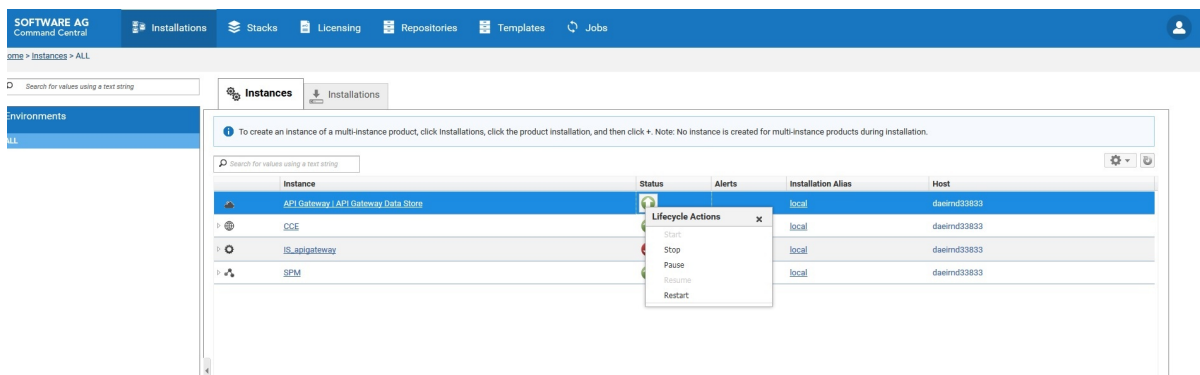 SOFTWARE AG
Command Central
Installations
Stacks
Licensing
Repositories
Templates
Jobs
ome > Instances > ALL
Search for values using a text string
Instances
Installations
Environments
ALL
To create an instance of a multi-instance product, click Installations, click the product installation, and then click +. Note: No instance is created for multi-instance products during installation.
Search for values using a text string
Instance Status Alerts Installation Alias Host
API Gateway | API Gateway Data Store local daeirnd33833
CCE local daeirnd33833
IS_apigateway local daeirnd33833
SPM local daeirnd33833
Lifecycle Actions x
Start
Stop
Pause
Resume
Restart